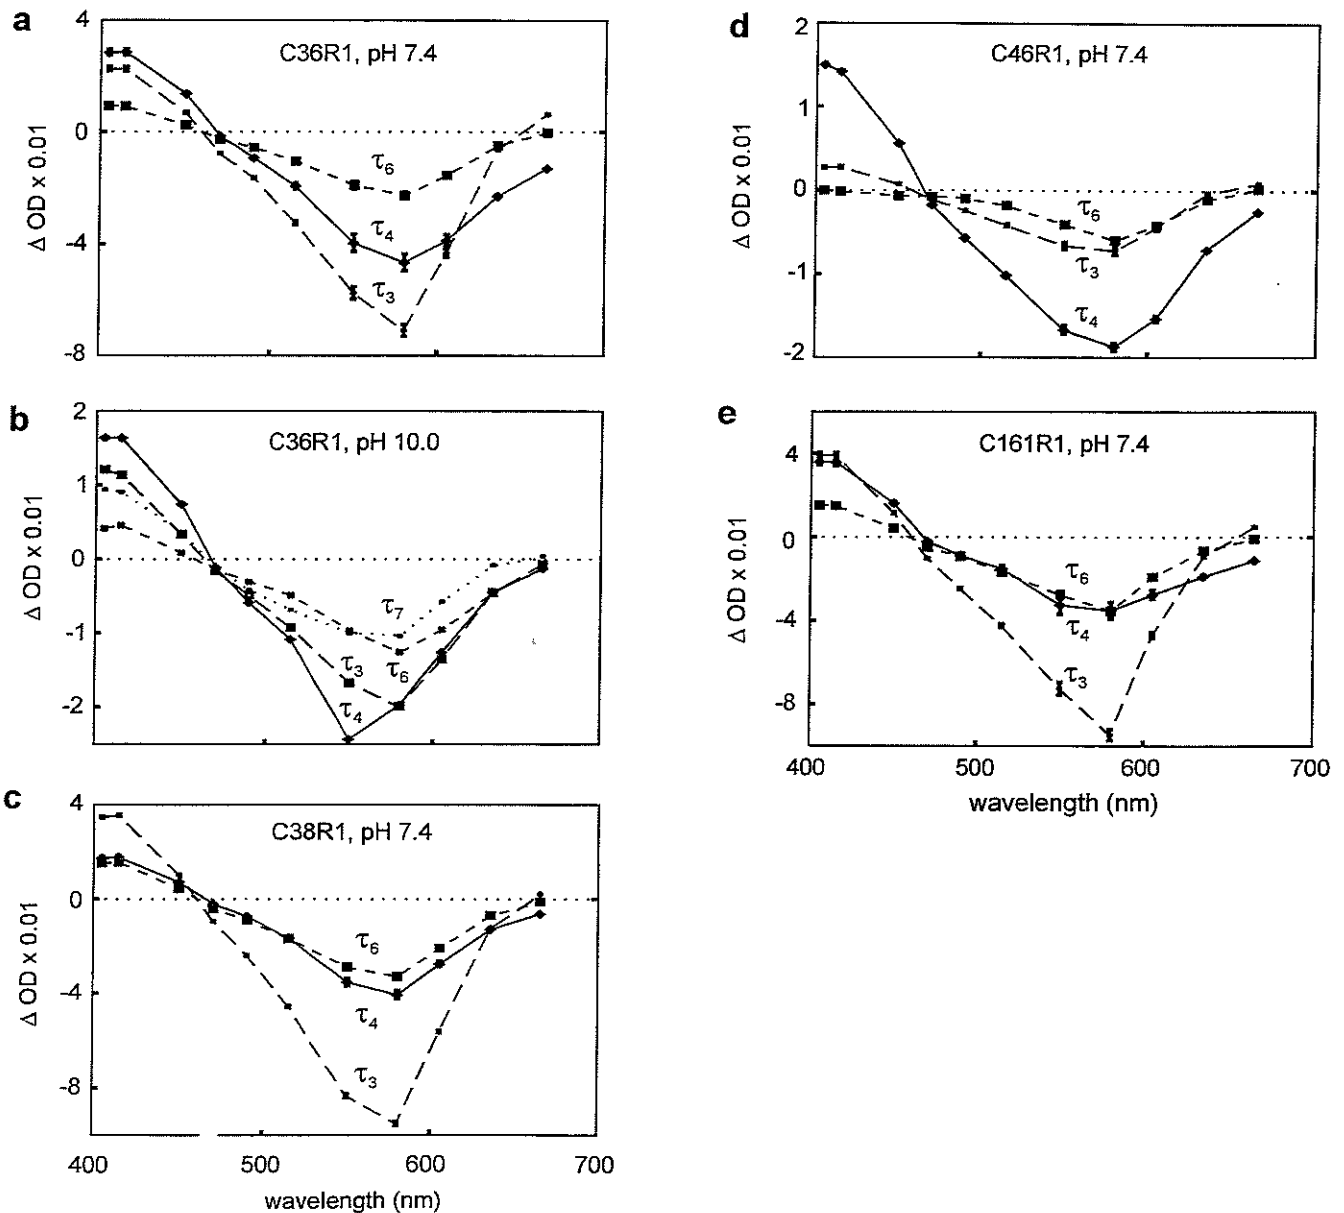 a
C36R1, pH 7.4
4
0
-4
-8
Δ OD x 0.01
τ6
τ4
τ3
b
C36R1, pH 10.0
2
1
0
-1
-2
Δ OD x 0.01
τ7
τ3
τ6
τ4
c
C38R1, pH 7.4
4
0
-4
-8
Δ OD x 0.01
τ6
τ4
τ3
400 500 600 700
wavelength (nm)
d
C46R1, pH 7.4
2
1
0
-1
-2
Δ OD x 0.01
τ6
τ3
τ4
e
C161R1, pH 7.4
4
0
-4
-8
Δ OD x 0.01
τ6
τ4
τ3
400 500 600 700
wavelength (nm)